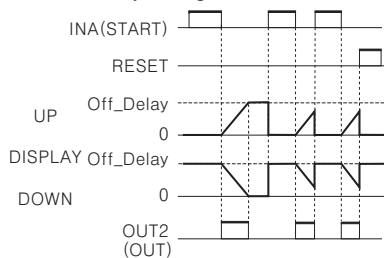 INA(START)
RESET
UP
Off_Delay
0
DISPLAY Off_Delay
DOWN
0
OUT2
(OUT)